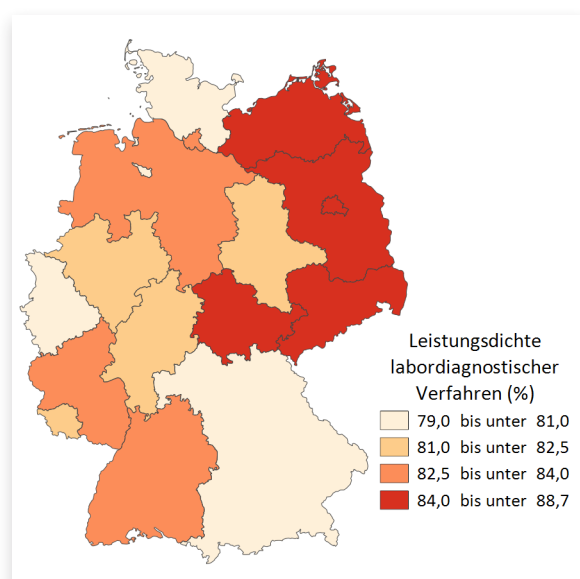 Leistungsdichte
labordiagnostischer
Verfahren (%)
79,0 bis unter 81,0
81,0 bis unter 82,5
82,5 bis unter 84,0
84,0 bis unter 88,7